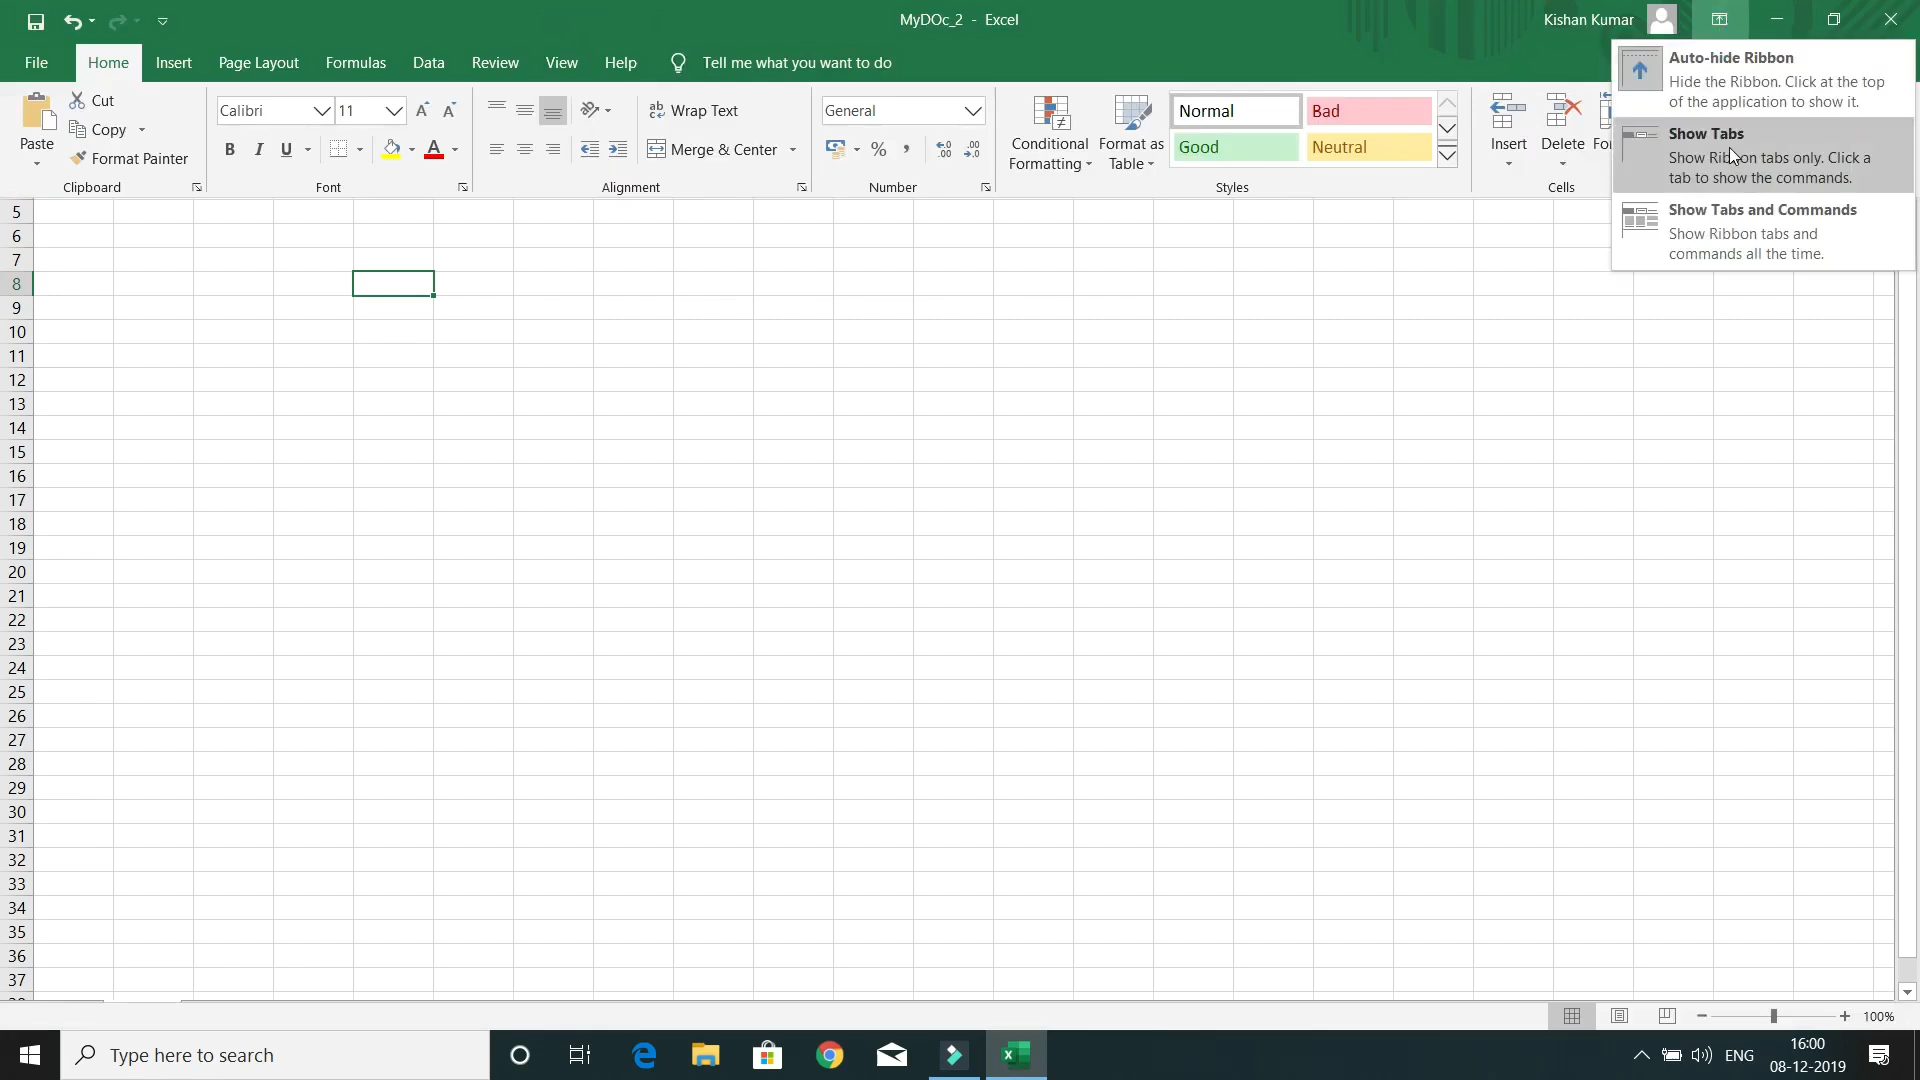 MyDOc_2 - Excel
Kishan Kumar
File
Home
Insert
Page Layout
Formulas
Data
Review
View
Help
Tell me what you want to do
Auto-hide Ribbon
Hide the Ribbon. Click at the top
of the application to show it.
Show Tabs
Show Ribbon tabs only. Click a
tab to show the commands.
Show Tabs and Commands
Show Ribbon tabs and
commands all the time.
Paste
Cut
Copy
Format Painter
Clipboard
Calibri
11
B I U
A
Font
Wrap Text
Merge & Center
Alignment
General
%
Number
Conditional
Formatting
Format as
Table
Normal
Bad
Good
Neutral
Styles
Insert
Delete
Cells
5
6
7
8
9
10
11
12
13
14
15
16
17
18
19
20
21
22
23
24
25
26
27
28
29
30
31
32
33
34
35
36
37
100%
Type here to search
ENG
16:00
08-12-2019